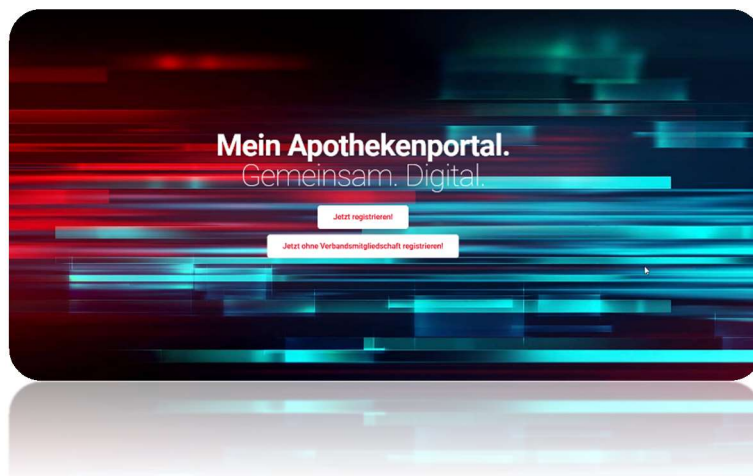 Mein Apothekenportal.
Gemeinsam. Digital.
Jetzt registrieren!
Jetzt ohne Verbandsmitgliedschaft registrieren!